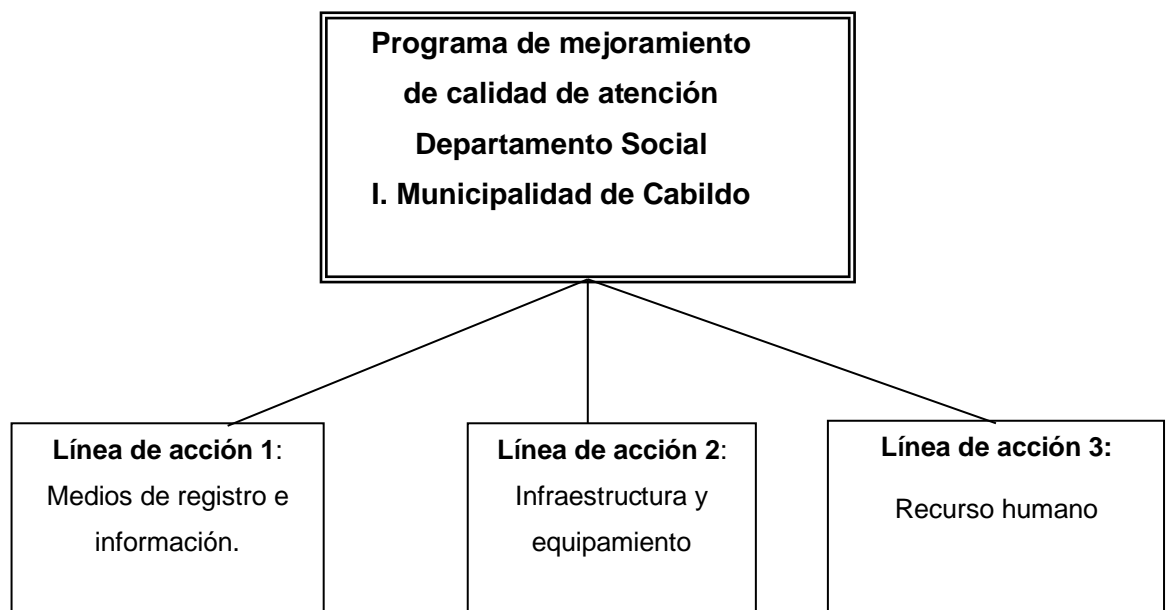 Programa de mejoramiento
de calidad de atención
Departamento Social
I. Municipalidad de Cabildo
Línea de acción 1:
Medios de registro e
información.
Línea de acción 2:
Infraestructura y
equipamiento
Línea de acción 3:
Recurso humano